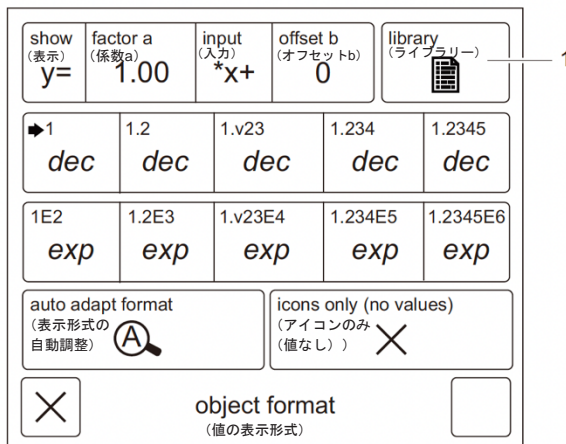 show factor a input offset b library
(表示) (係数a) (入力) (オフセットb) (ライブラリー)
y= 1.00 *x+ 0
1
1 1.2 1.v23 1.234 1.2345
dec dec dec dec dec
1E2 1.2E3 1.v23E4 1.234E5 1.2345E6
exp exp exp exp exp
auto adapt format icons only (no values)
(表示形式の (アイコンのみ
自動調整) (値なし))
A
object format
(値の表示形式)